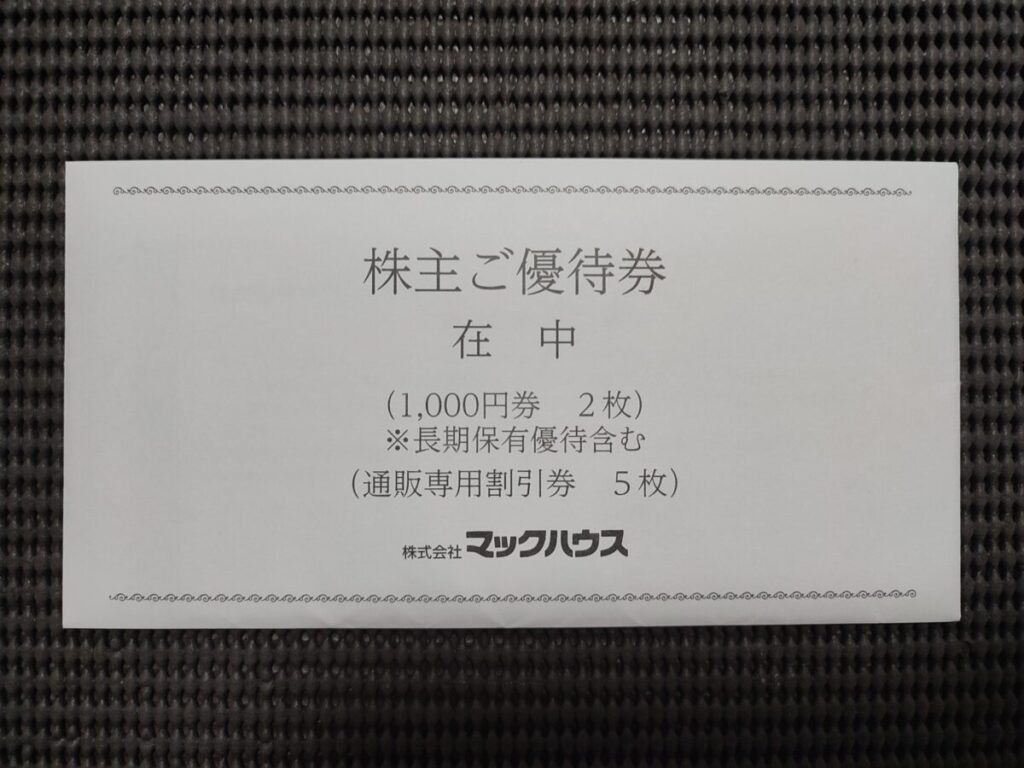 株主ご優待券
在　中
（1,000円券　２枚）
※長期保有優待含む
（通販専用割引券　５枚）
株式会社マックハウス